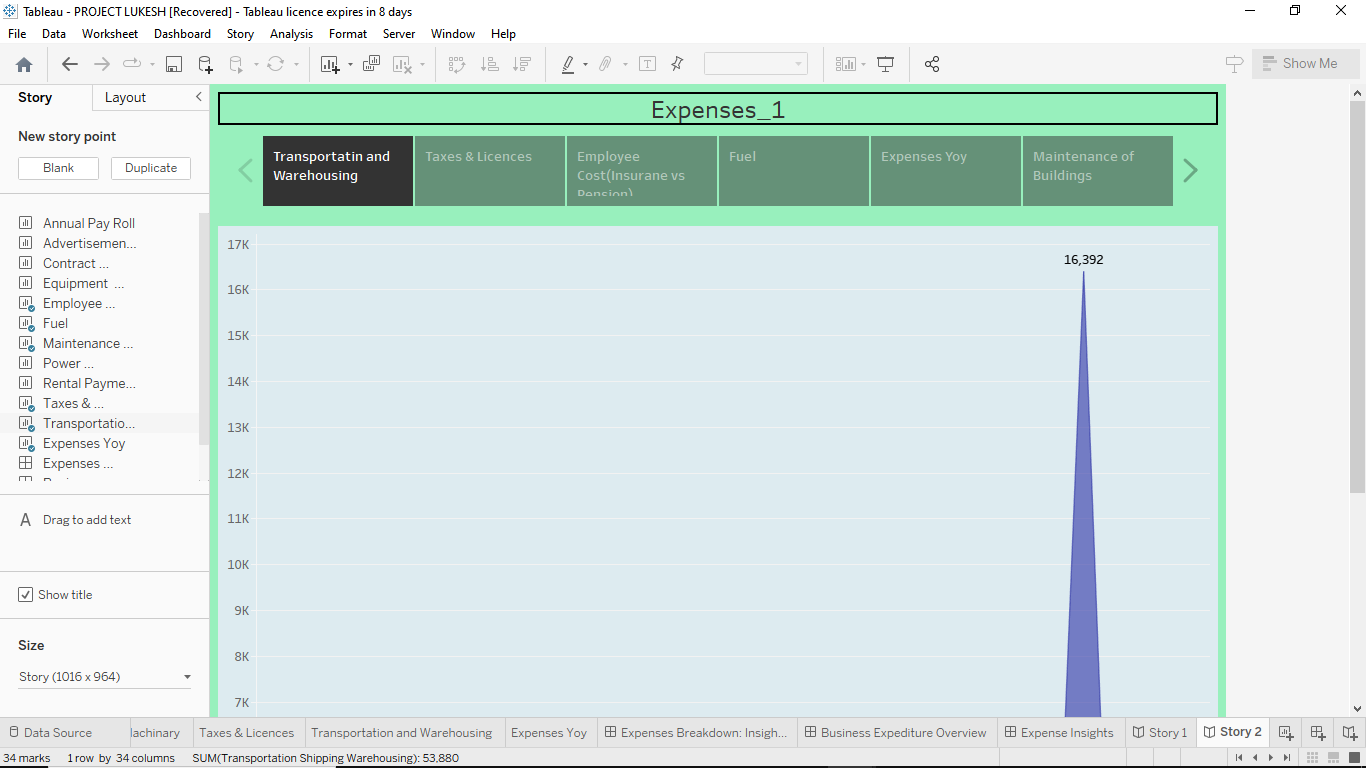 Tableau - PROJECT LUKESH [Recovered] - Tableau licence expires in 8 days
File Data Worksheet Dashboard Story Analysis Format Server Window Help
Show Me
Story Layout
New story point
Blank Duplicate
Annual Pay Roll
Advertisemen...
Contract ...
Equipment ...
Employee ...
Fuel
Maintenance ...
Power ...
Rental Payme...
Taxes & ...
Transportatio...
Expenses Yoy
Expenses ...
A Drag to add text
Show title
Size
Story (1016 x 964)
Expenses_1
Transportatin and
Warehousing
Taxes & Licences
Employee
Cost(Insurane vs
Pension)
Fuel
Expenses Yoy
Maintenance of
Buildings
17K
16,392
16K
15K
14K
13K
12K
11K
10K
9K
8K
7K
Data Source lachinary Taxes & Licences Transportation and Warehousing Expenses Yoy Expenses Breakdown: Insigh... Business Expediture Overview Expense Insights Story 1 Story 2
34 marks 1 row by 34 columns SUM(Transportation Shipping Warehousing): 53,880